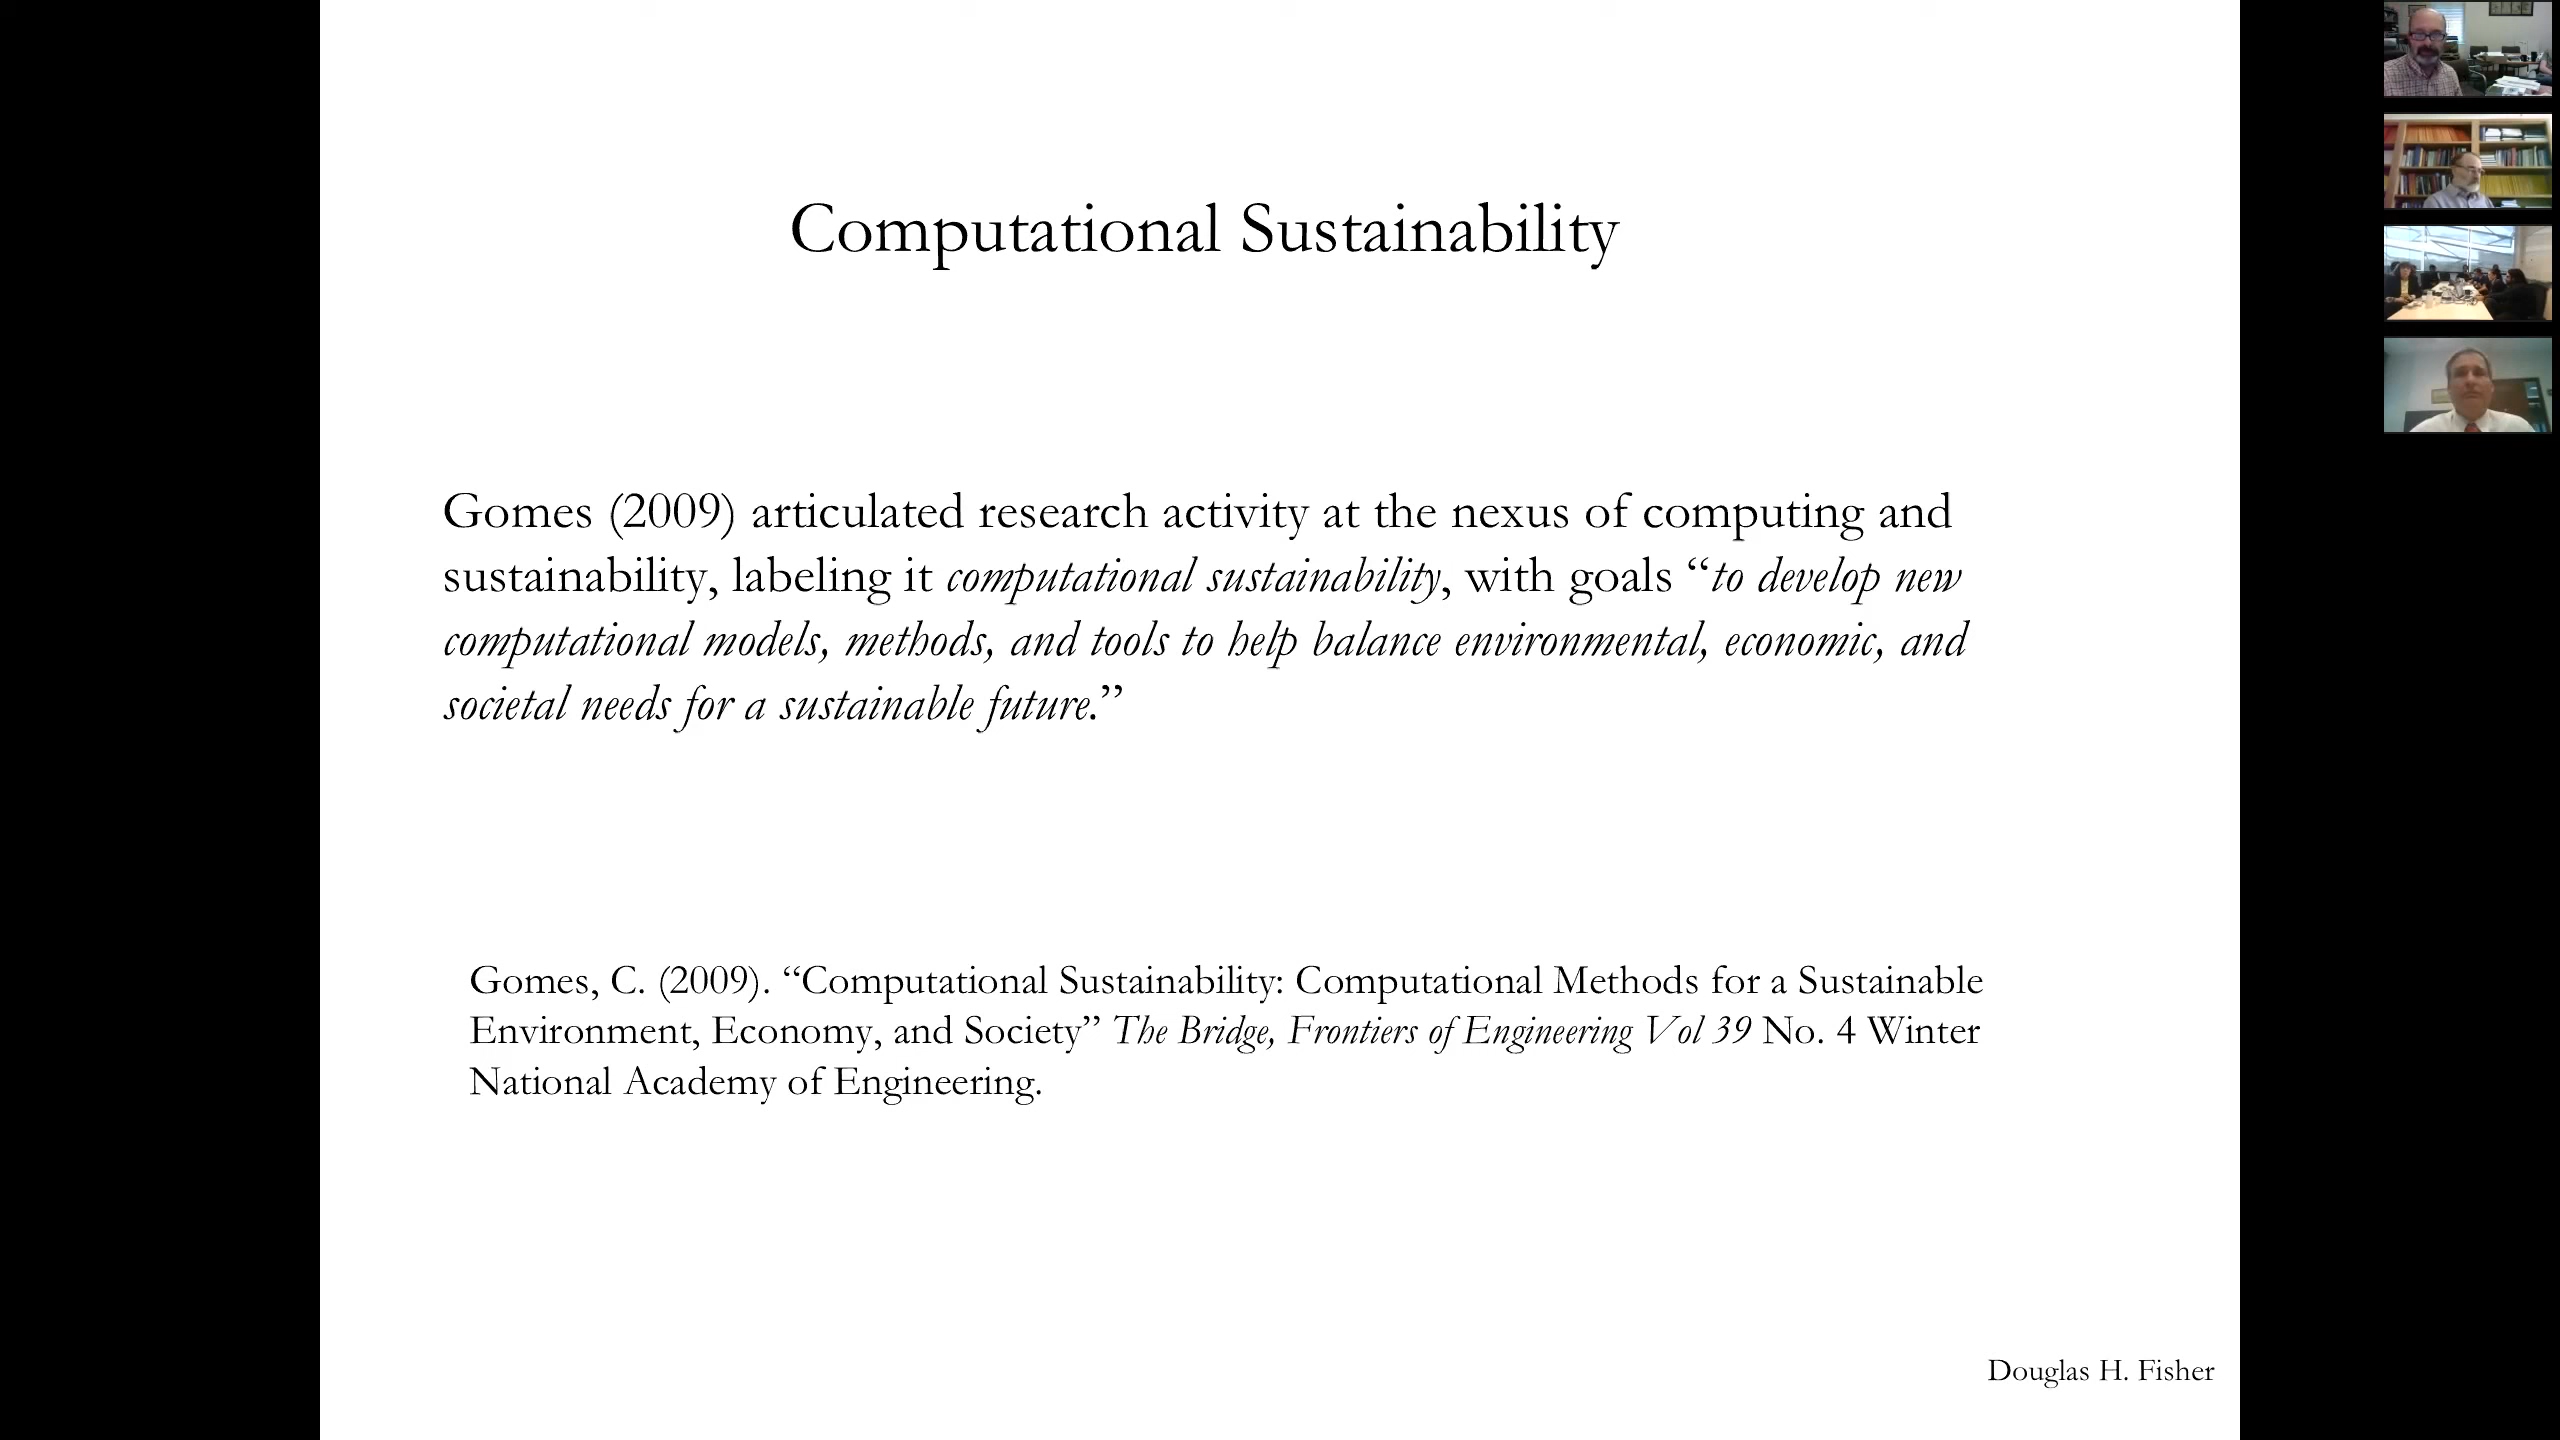 Computational Sustainability
Gomes (2009) articulated research activity at the nexus of computing and
sustainability, labeling it computational sustainability, with goals “to develop new
computational models, methods, and tools to help balance environmental, economic, and
societal needs for a sustainable future.”
Gomes, C. (2009). “Computational Sustainability: Computational Methods for a Sustainable
Environment, Economy, and Society” The Bridge, Frontiers of Engineering Vol 39 No. 4 Winter
National Academy of Engineering.
Douglas H. Fisher